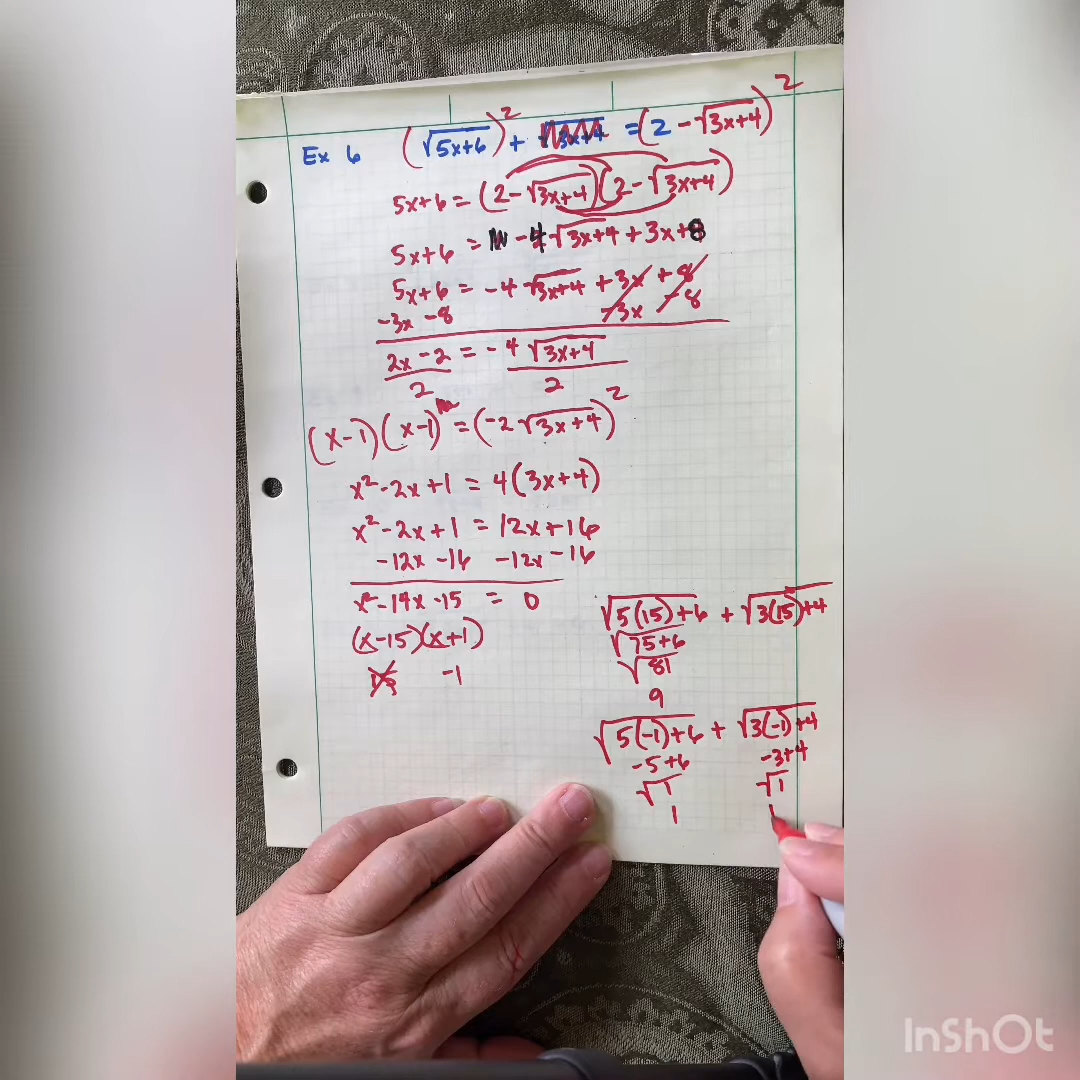 Ex 6 (√5x+6)² + √3x+4 = (2 - √3x+4)²
5x+6 = (2-√3x+4)(2-√3x+4)
5x+6 = -4√3x+4 + 3x+8
5x+6 = -4√3x+4 + 3x + 8
-3x -8 -3x -8
2x - 2 = - 4√3x+4
2 2
(x-1)(x-1) = (-2√3x+4)²
x² - 2x + 1 = 4(3x+4)
x² - 2x + 1 = 12x + 16
-12x -16 -12x -16
x² - 14x - 15 = 0
(x-15)(x+1)
15 -1
√5(15)+6 + √3(15)+4
√75+6
√81
9
√5(-1)+6 + √3(-1)+4
-5+6 -3+4
√1 √1
1 1
InShOt